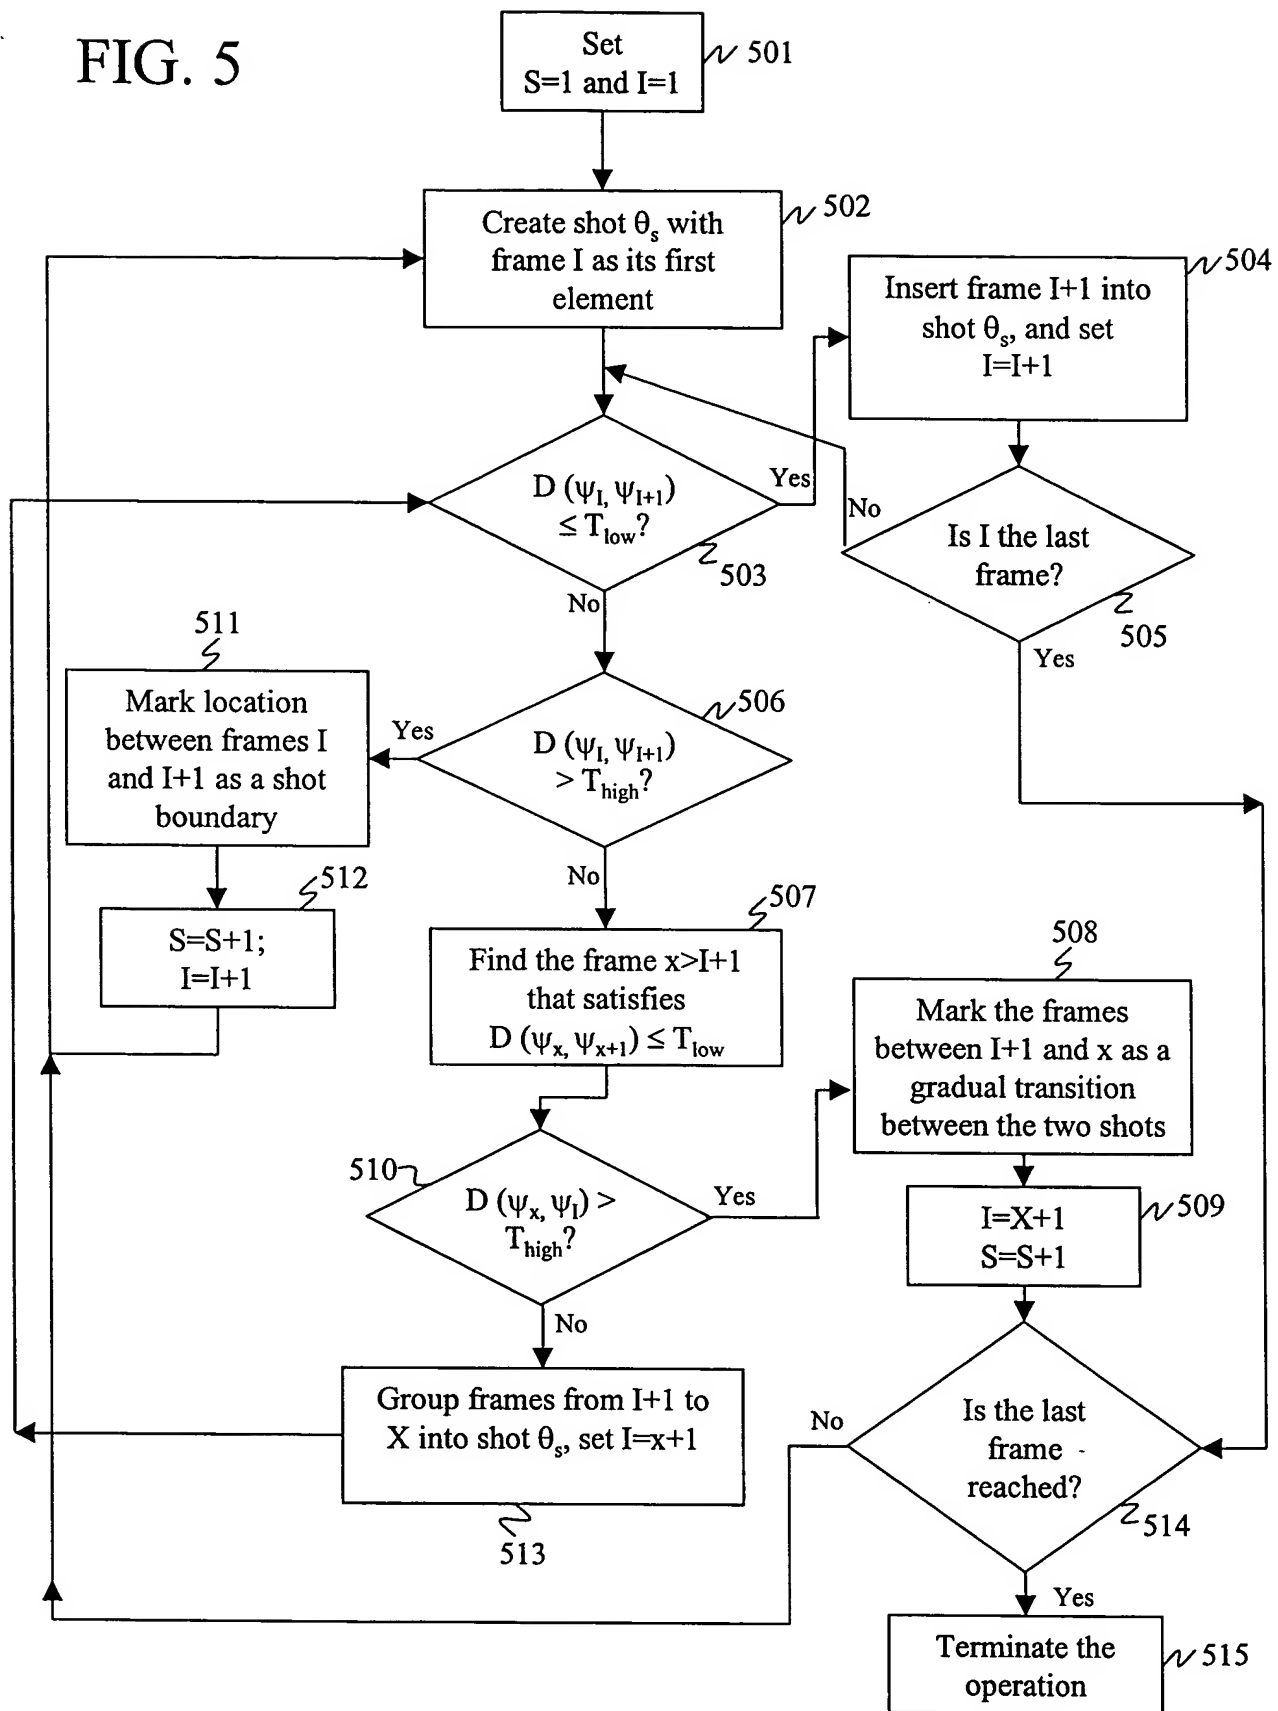 FIG. 5
Set
S=1 and I=1
501
Create shot θs with
frame I as its first
element
502
Insert frame I+1 into
shot θs, and set
I=I+1
504
D (ψI, ψI+1)
≤ Tlow?
Yes
503
No
No
Is I the last
frame?
505
Yes
511
Mark location
between frames I
and I+1 as a shot
boundary
Yes
D (ψI, ψI+1)
> Thigh?
506
No
512
S=S+1;
I=I+1
507
Find the frame x>I+1
that satisfies
D (ψx, ψx+1) ≤ Tlow
508
Mark the frames
between I+1 and x as a
gradual transition
between the two shots
510
D (ψx, ψI) >
Thigh?
Yes
No
I=X+1
S=S+1
509
Group frames from I+1 to
X into shot θs, set I=x+1
513
No
Is the last
frame
reached?
514
Yes
Terminate the
operation
515